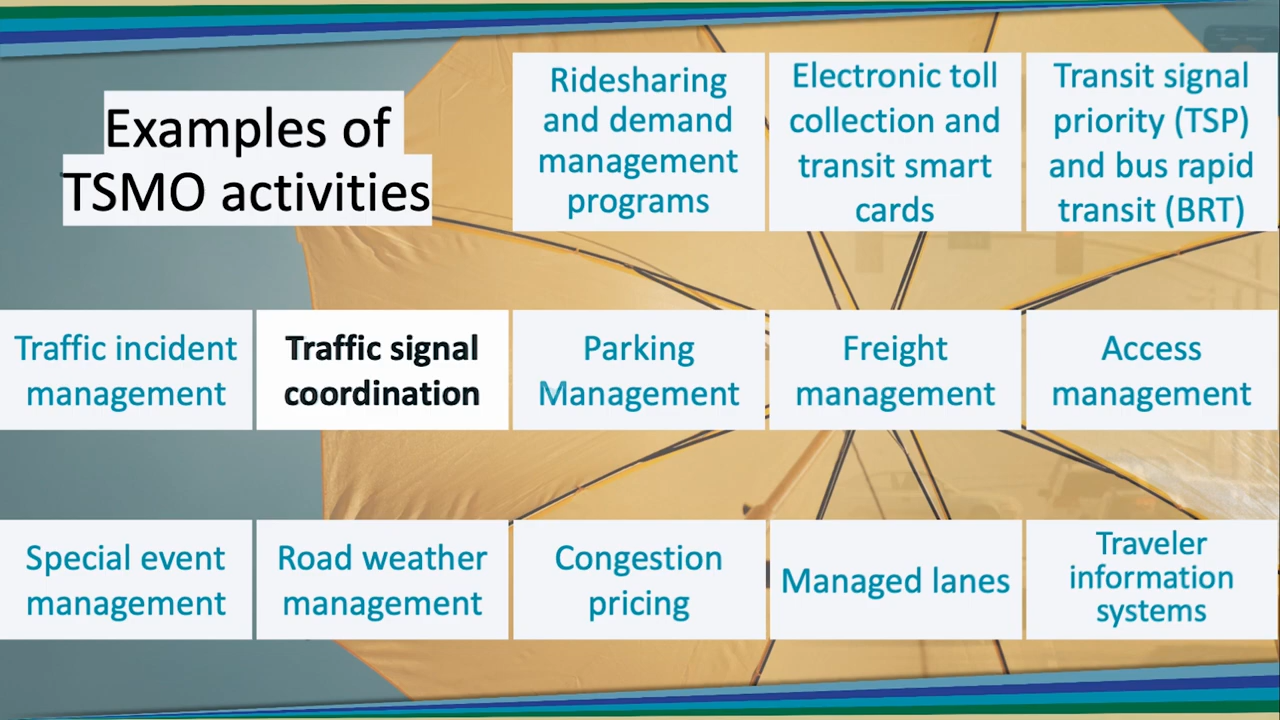 Examples of
TSMO activities
Ridesharing
and demand
management
programs
Electronic toll
collection and
transit smart
cards
Transit signal
priority (TSP)
and bus rapid
transit (BRT)
Traffic incident
management
Traffic signal
coordination
Parking
Management
Freight
management
Access
management
Special event
management
Road weather
management
Congestion
pricing
Managed lanes
Traveler
information
systems